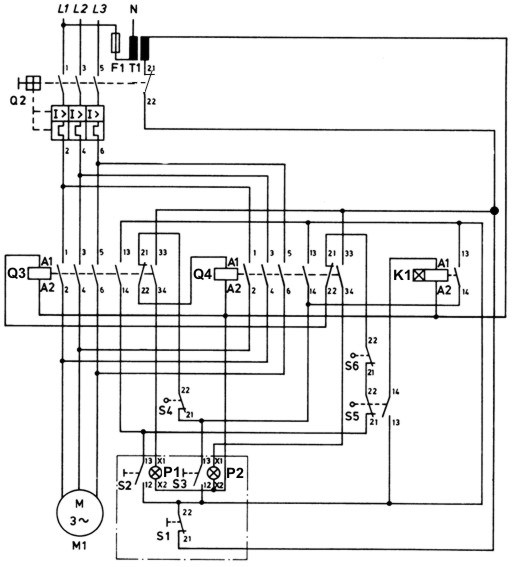 L1 L2 L3 N
F1 T1
1 3 5 21
Q2
22
I> I> I>
2 4 6
1 3 5 13 21 33
A1
Q3
A2
2 4 6 14 22 34
1 3 5 13 21 33
A1
Q4
A2
2 4 6 14 22 34
13
A1
K1
A2
14
22
S6
21
22
S4
21
22 14
S5
21 13
13 X1
P1
S2
12 X2
13 X1
P2
S3
12 X2
22
S1
21
M
3~
M1